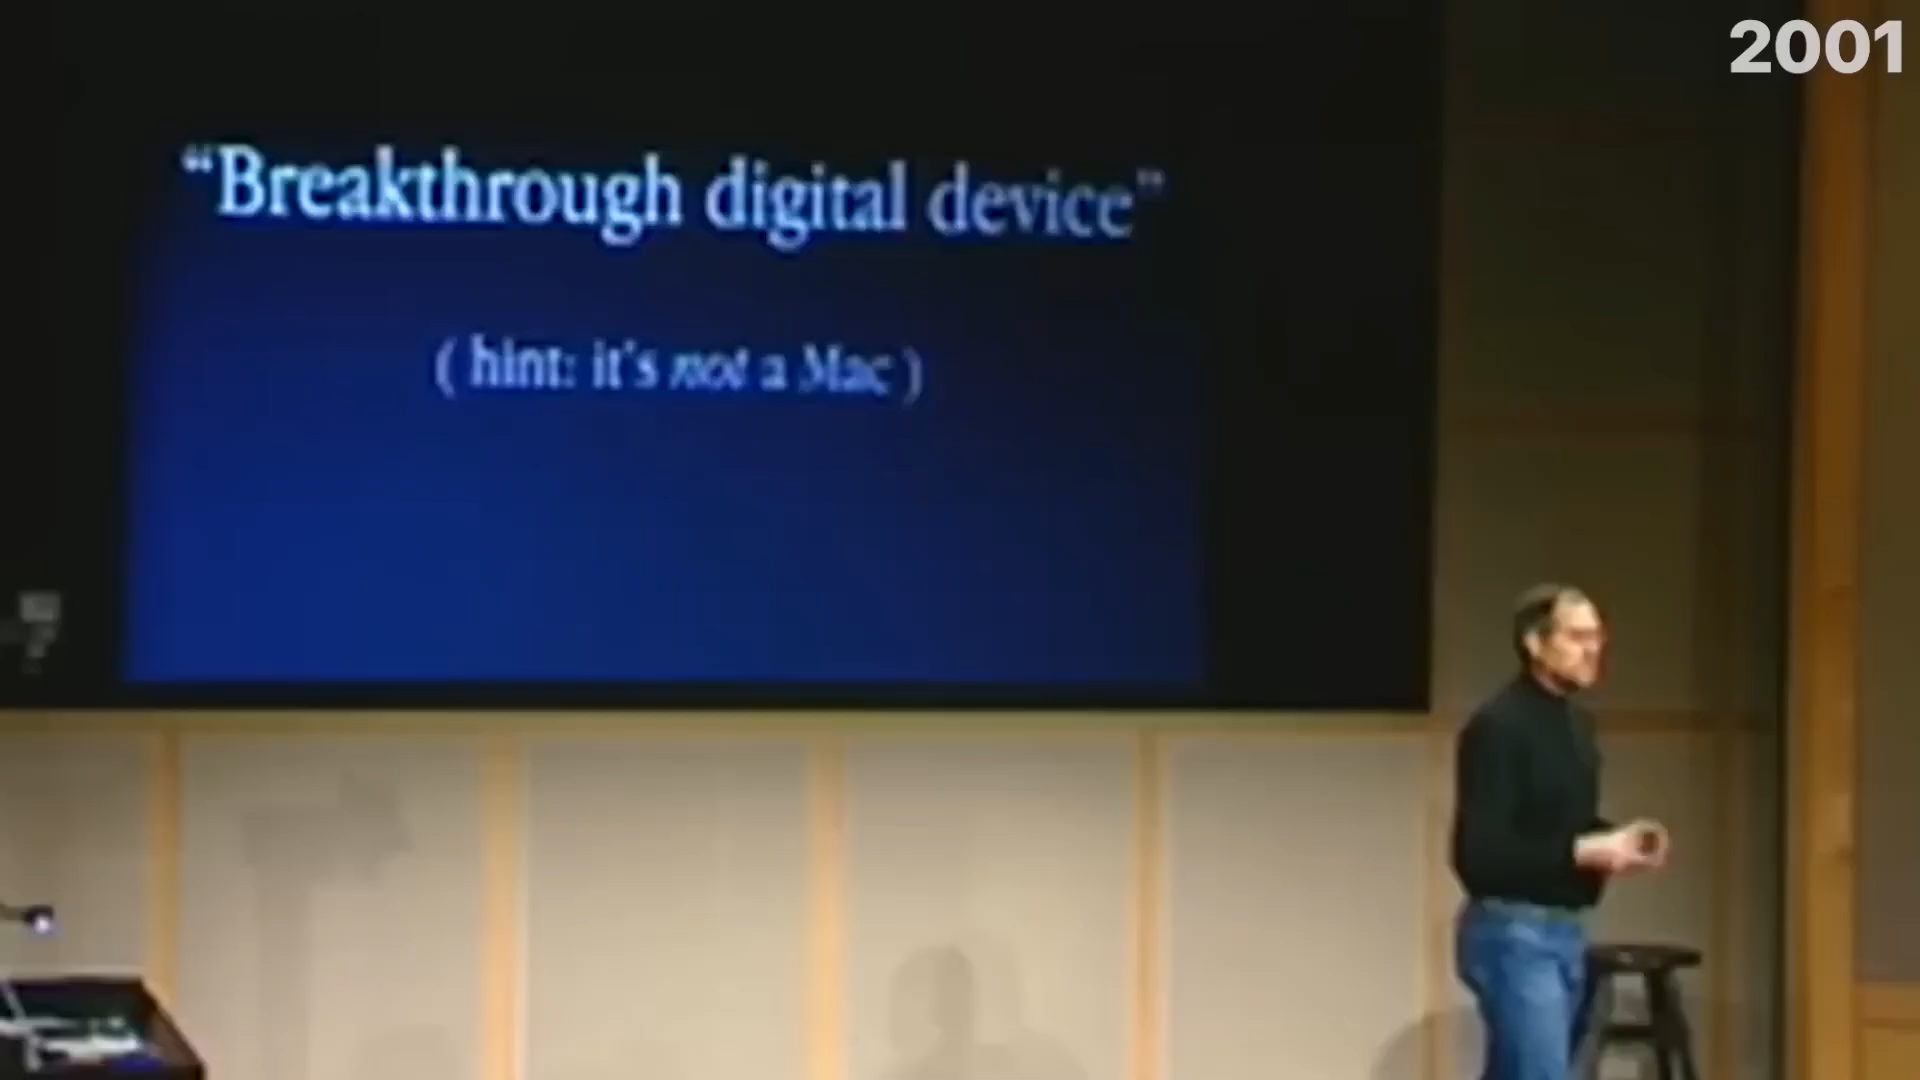 2001
“Breakthrough digital device”
( hint: it's not a Mac )